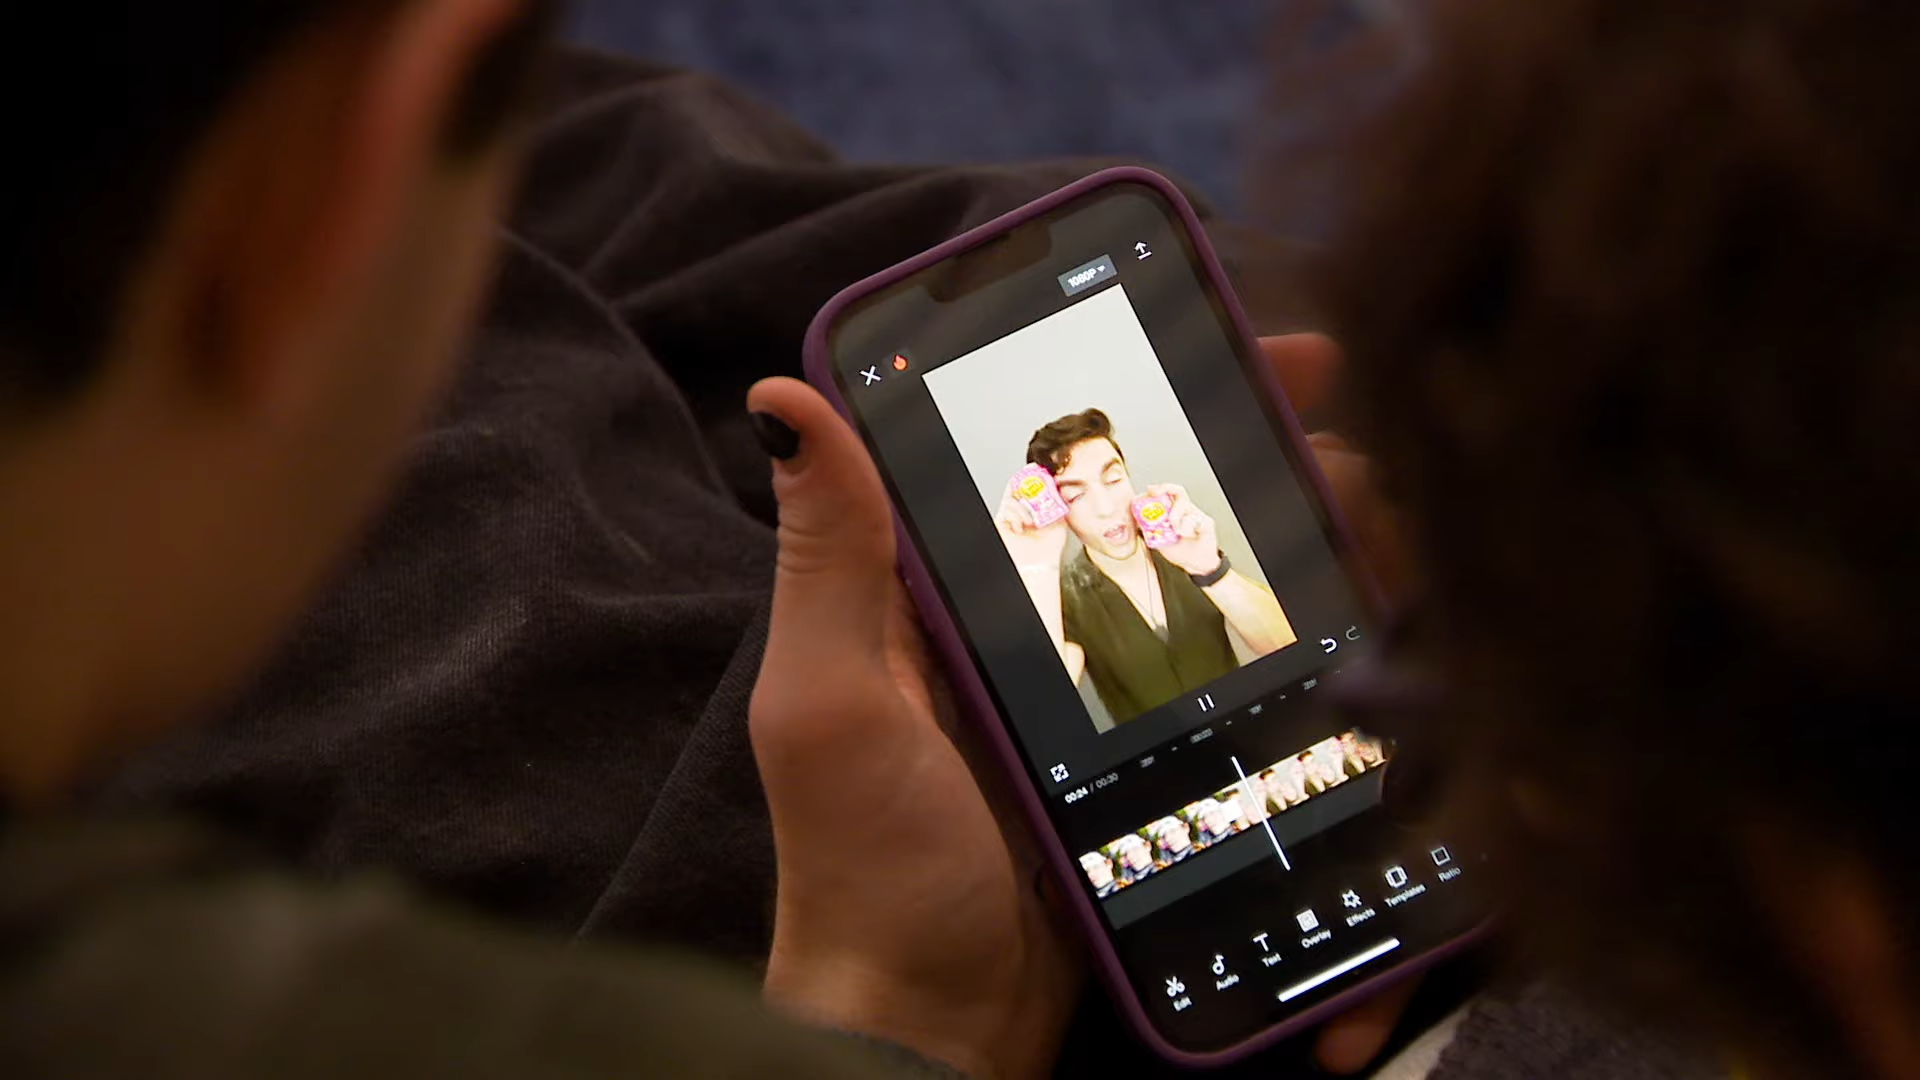 1080P
00:24 / 00:30
Edit
Audio
Text
Overlay
Effects
Templates
Ratio